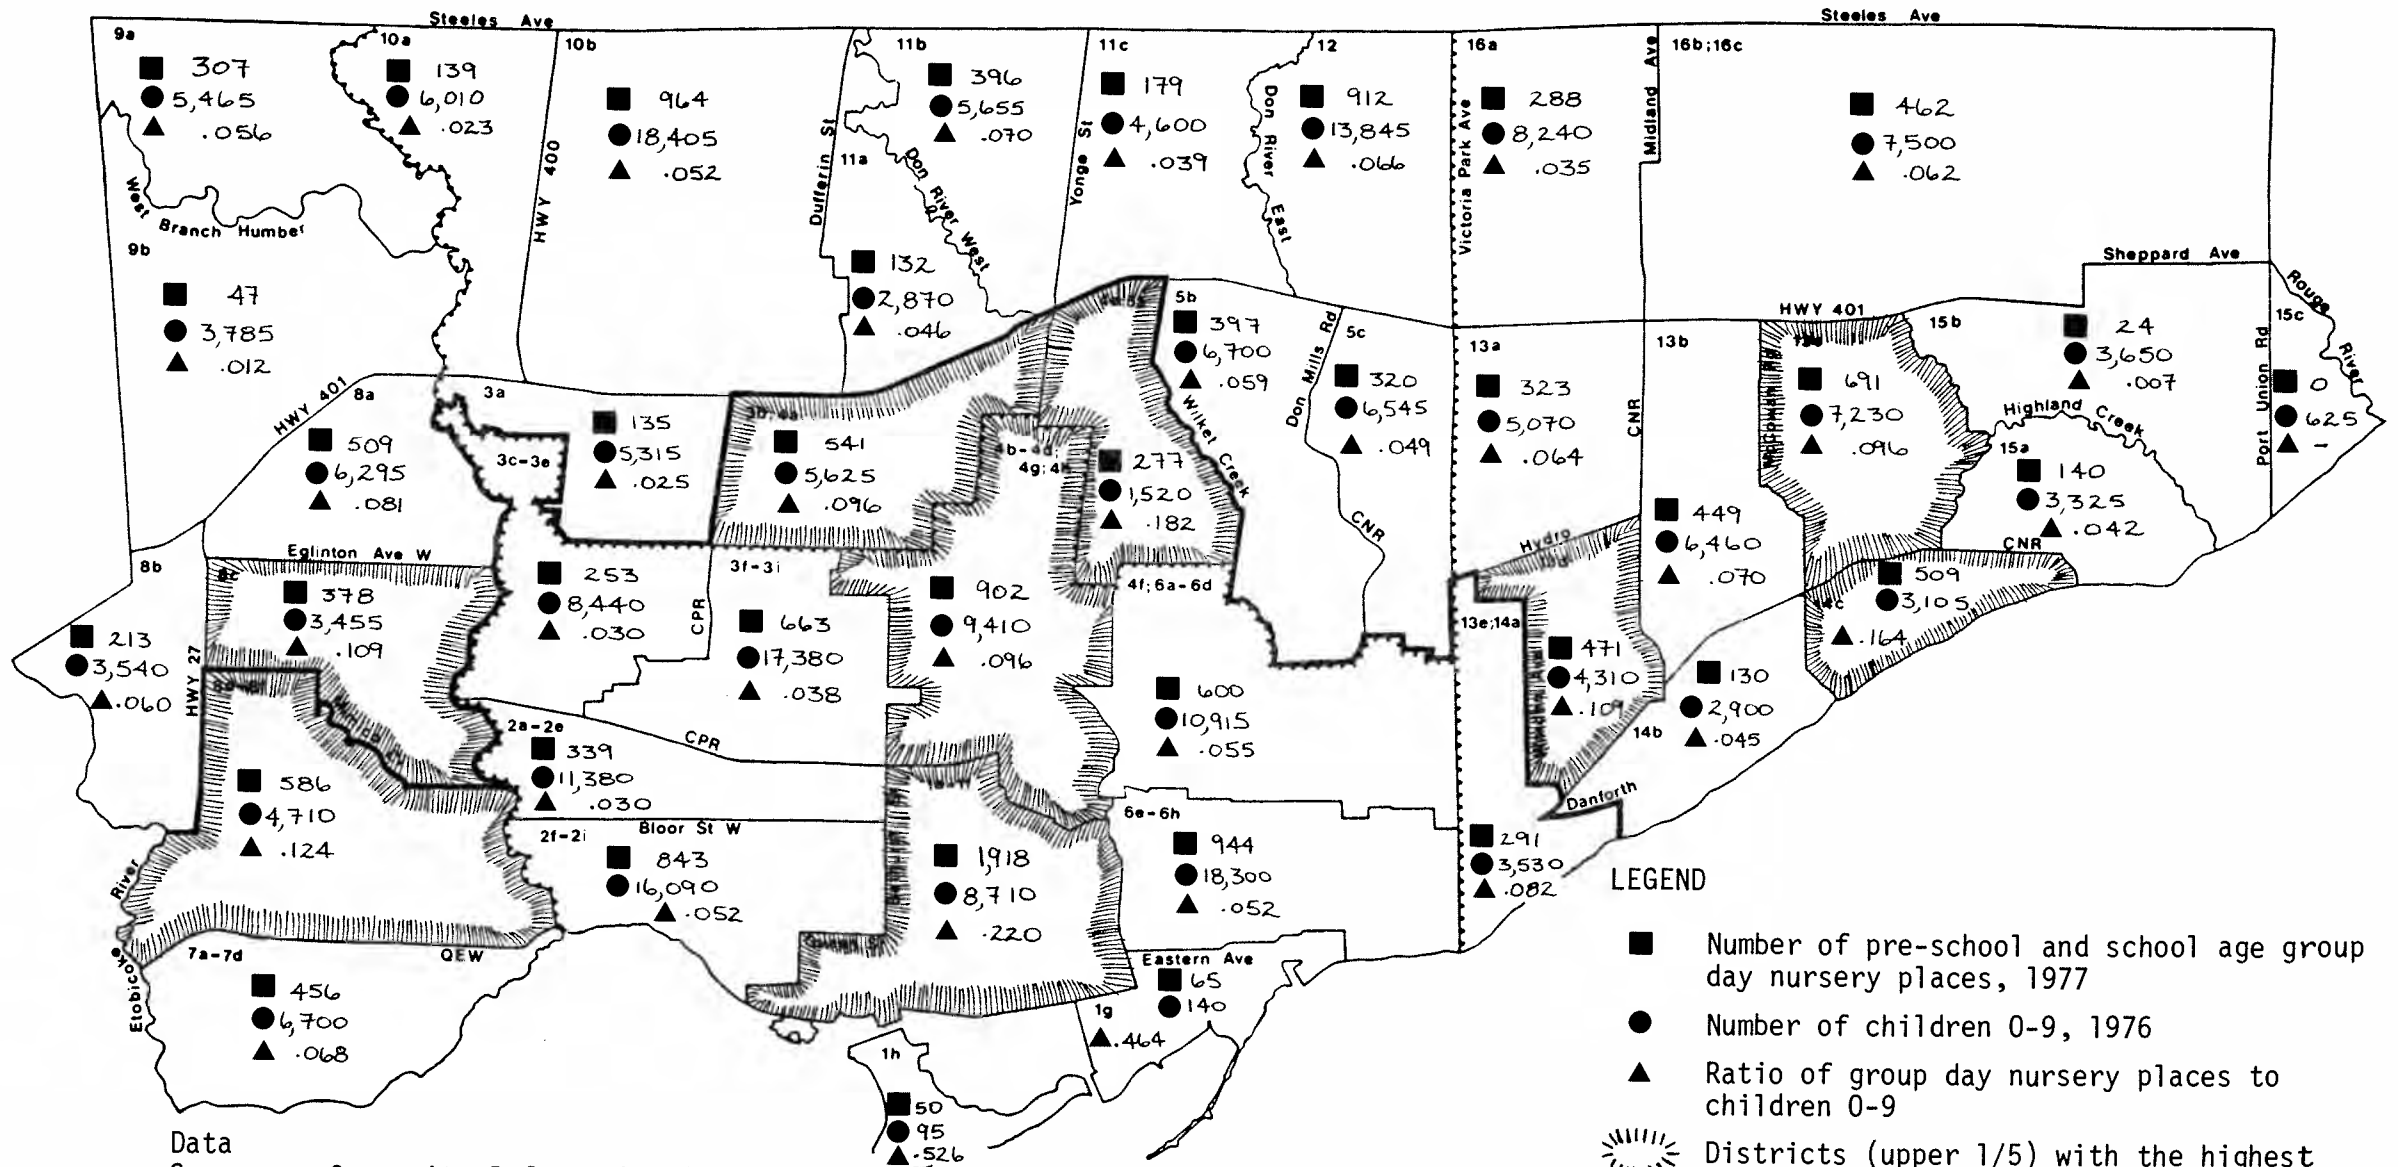 Steeles Ave
Steeles Ave
9a
307
5,465
.056
10a
139
6,010
.023
10b
964
18,405
.052
HWY 400
Dufferin St
11a
132
2,870
.046
11b
396
5,655
.070
Don River West
11c
179
4,600
.039
Yonge St
12
912
13,845
.066
Don River East
16a
288
8,240
.035
Victoria Park Ave
Midland Ave
16b;16c
462
7,500
.062
West Branch Humber
9b
47
3,785
.012
HWY 401
8a
509
6,295
.081
3a
135
5,315
.025
3c-3e
3b;4a
541
5,625
.096
4b-4d;
4g;4h
902
9,410
.096
277
1,520
.182
5b
397
6,700
.059
Wilket Creek
Don Mills Rd
5c
320
6,545
.049
CNR
13a
323
5,070
.064
CNR
13b
449
6,460
.070
HWY 401
McCowan Rd
691
7,230
.096
Sheppard Ave
15b
24
3,650
.007
Highland Creek
15a
140
3,325
.042
CNR
Port Union Rd
15c
0
625
-
Rouge River
8b
213
3,540
.060
HWY 27
Eglinton Ave W
8c
378
3,455
.109
586
4,710
.124
253
8,440
.030
CPR
3f-3i
663
17,380
.038
CPR
2a-2e
339
11,380
.030
Bloor St W
2f-2i
843
16,090
.052
1,918
8,710
.220
4f;6a-6d
600
10,915
.055
6e-6h
944
18,300
.052
Hydro
13e;14a
291
3,530
.082
471
4,310
.109
14b
130
2,900
.045
Danforth
14c
509
3,105
.164
Etobicoke River
7a-7d
QEW
456
6,700
.068
Eastern Ave
1g
65
140
.464
1h
50
95
.526
LEGEND
Number of pre-school and school age group
day nursery places, 1977
Number of children 0-9, 1976
Ratio of group day nursery places to
children 0-9
Districts (upper 1/5) with the highest
Data